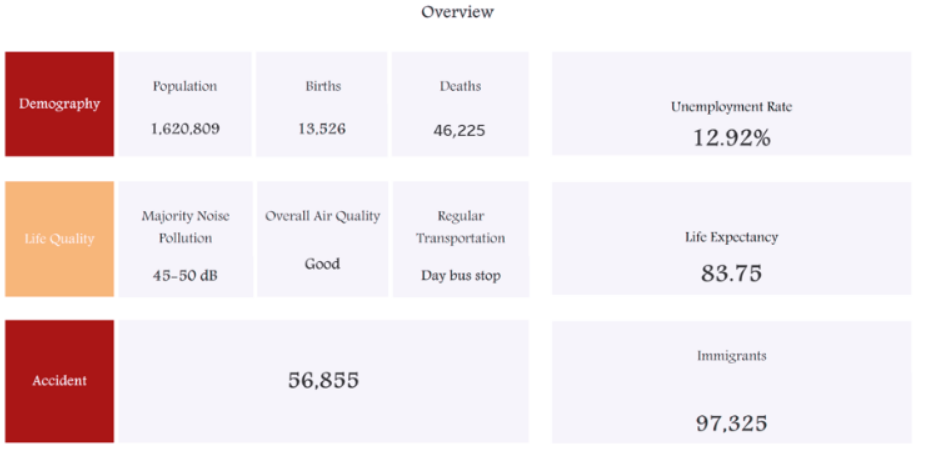 Overview
Demography
Population
1,620,809
Births
13,526
Deaths
46,225
Unemployment Rate
12.92%
Life Quality
Majority Noise
Pollution
45-50 dB
Overall Air Quality
Good
Regular
Transportation
Day bus stop
Life Expectancy
83.75
Accident
56,855
Immigrants
97,325